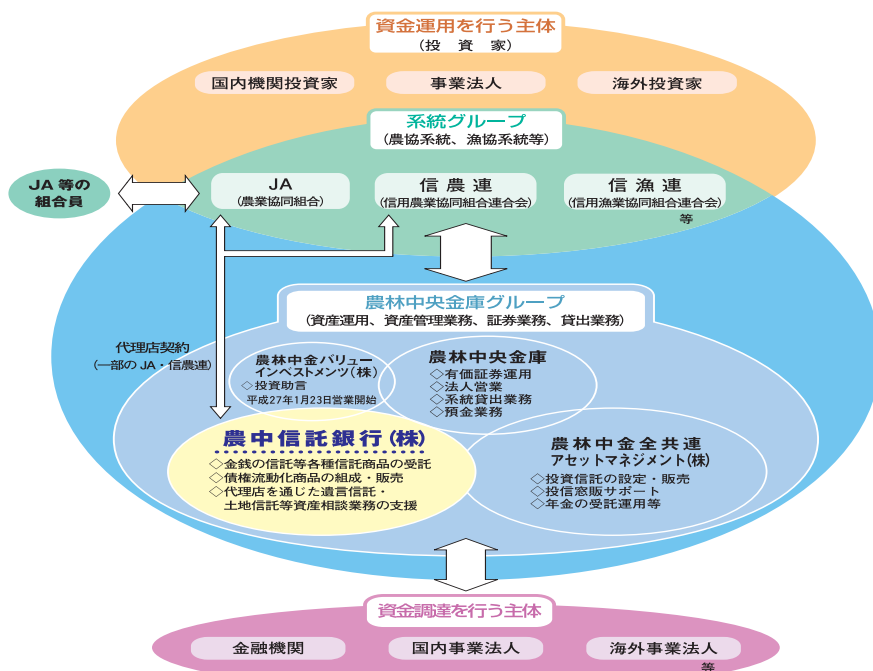 資金運用を行う主体
(投 資 家)
国内機関投資家
事業法人
海外投資家
系統グループ
(農協系統、漁協系統等)
JA 等の
組合員
JA
(農業協同組合)
信 農 連
(信用農業協同組合連合会)
信 漁 連
(信用漁業協同組合連合会)
等
農林中央金庫グループ
(資産運用、資産管理業務、証券業務、貸出業務)
代理店契約
(一部の JA・信農連)
農林中金バリュー
インベストメンツ(株)
◇投資助言
平成27年1月23日営業開始
農林中央金庫
◇有価証券運用
◇法人営業
◇系統貸出業務
◇預金業務
農中信託銀行(株)
◇金銭の信託等各種信託商品の受託
◇債権流動化商品の組成・販売
◇代理店を通じた遺言信託・
土地信託等資産相談業務の支援
農林中金全共連
アセットマネジメント(株)
◇投資信託の設定・販売
◇投信窓販サポート
◇年金の受託運用等
資金調達を行う主体
金融機関
国内事業法人
海外事業法人
等